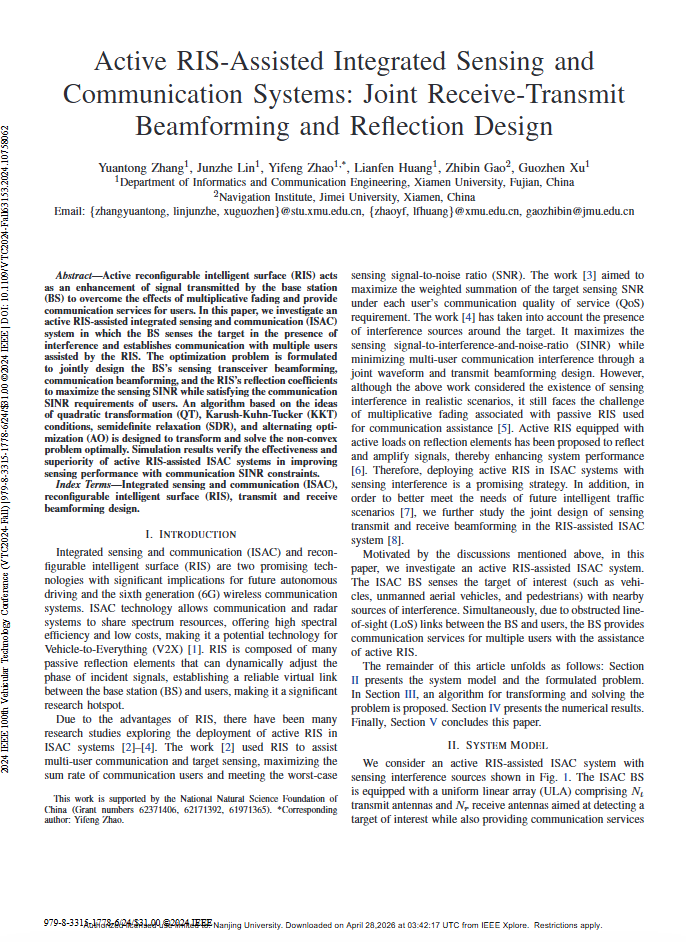 Active RIS-Assisted Integrated Sensing and
Communication Systems: Joint Receive-Transmit
Beamforming and Reflection Design
Yuantong Zhang1, Junzhe Lin1, Yifeng Zhao1,*, Lianfen Huang1, Zhibin Gao2, Guozhen Xu1
1Department of Informatics and Communication Engineering, Xiamen University, Fujian, China
2Navigation Institute, Jimei University, Xiamen, China
Email: {zhangyuantong, linjunzhe, xuguozhen}@stu.xmu.edu.cn, {zhaoyf, lfhuang}@xmu.edu.cn, gaozhibin@jmu.edu.cn
Abstract—Active reconfigurable intelligent surface (RIS) acts
as an enhancement of signal transmitted by the base station
(BS) to overcome the effects of multiplicative fading and provide
communication services for users. In this paper, we investigate an
active RIS-assisted integrated sensing and communication (ISAC)
system in which the BS senses the target in the presence of
interference and establishes communication with multiple users
assisted by the RIS. The optimization problem is formulated
to jointly design the BS's sensing transceiver beamforming,
communication beamforming, and the RIS's reflection coefficients
to maximize the sensing SINR while satisfying the communication
SINR requirements of users. An algorithm based on the ideas
of quadratic transformation (QT), Karush-Kuhn-Tucker (KKT)
conditions, semidefinite relaxation (SDR), and alternating opti-
mization (AO) is designed to transform and solve the non-convex
problem optimally. Simulation results verify the effectiveness and
superiority of active RIS-assisted ISAC systems in improving
sensing performance with communication SINR constraints.
Index Terms—Integrated sensing and communication (ISAC),
reconfigurable intelligent surface (RIS), transmit and receive
beamforming design.
I. INTRODUCTION
Integrated sensing and communication (ISAC) and recon-
figurable intelligent surface (RIS) are two promising tech-
nologies with significant implications for future autonomous
driving and the sixth generation (6G) wireless communication
systems. ISAC technology allows communication and radar
systems to share spectrum resources, offering high spectral
efficiency and low costs, making it a potential technology for
Vehicle-to-Everything (V2X) [1]. RIS is composed of many
passive reflection elements that can dynamically adjust the
phase of incident signals, establishing a reliable virtual link
between the base station (BS) and users, making it a significant
research hotspot.
Due to the advantages of RIS, there have been many
research studies exploring the deployment of active RIS in
ISAC systems [2]–[4]. The work [2] used RIS to assist
multi-user communication and target sensing, maximizing the
sum rate of communication users and meeting the worst-case
This work is supported by the National Natural Science Foundation of
China (Grant numbers 62371406, 62171392, 61971365). *Corresponding
author: Yifeng Zhao.
sensing signal-to-noise ratio (SNR). The work [3] aimed to
maximize the weighted summation of the target sensing SNR
under each user's communication quality of service (QoS)
requirement. The work [4] has taken into account the presence
of interference sources around the target. It maximizes the
sensing signal-to-interference-and-noise-ratio (SINR) while
minimizing multi-user communication interference through a
joint waveform and transmit beamforming design. However,
although the above work considered the existence of sensing
interference in realistic scenarios, it still faces the challenge
of multiplicative fading associated with passive RIS used
for communication assistance [5]. Active RIS equipped with
active loads on reflection elements has been proposed to reflect
and amplify signals, thereby enhancing system performance
[6]. Therefore, deploying active RIS in ISAC systems with
sensing interference is a promising strategy. In addition, in
order to better meet the needs of future intelligent traffic
scenarios [7], we further study the joint design of sensing
transmit and receive beamforming in the RIS-assisted ISAC
system [8].
Motivated by the discussions mentioned above, in this
paper, we investigate an active RIS-assisted ISAC system.
The ISAC BS senses the target of interest (such as vehi-
cles, unmanned aerial vehicles, and pedestrians) with nearby
sources of interference. Simultaneously, due to obstructed line-
of-sight (LoS) links between the BS and users, the BS provides
communication services for multiple users with the assistance
of active RIS.
The remainder of this article unfolds as follows: Section
II presents the system model and the formulated problem.
In Section III, an algorithm for transforming and solving the
problem is proposed. Section IV presents the numerical results.
Finally, Section V concludes this paper.
II. SYSTEM MODEL
We consider an active RIS-assisted ISAC system with
sensing interference sources shown in Fig. 1. The ISAC BS
is equipped with a uniform linear array (ULA) comprising Nt
transmit antennas and Nr receive antennas aimed at detecting a
target of interest while also providing communication services
2024 IEEE 100th Vehicular Technology Conference (VTC2024-Fall) | 979-8-3315-1778-6/24/$31.00 ©2024 IEEE | DOI: 10.1109/VTC2024-Fall63153.2024.10758062
979-8-3315-1778-6/24/$31.00 ©2024 IEEE
Authorized licensed use limited to: Nanjing University. Downloaded on April 28,2026 at 03:42:17 UTC from IEEE Xplore. Restrictions apply.